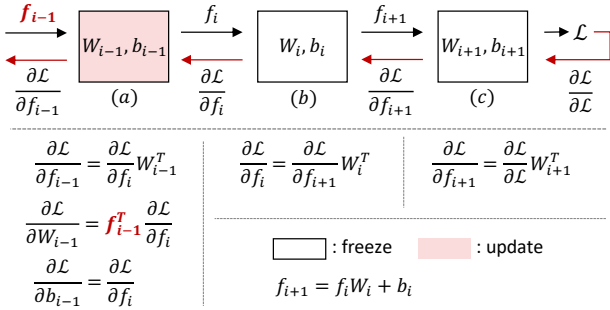 f_{i-1} f_i f_{i+1}
W_{i-1}, b_{i-1} W_i, b_i W_{i+1}, b_{i+1} ℒ
∂ℒ/∂f_{i-1} (a) ∂ℒ/∂f_i (b) ∂ℒ/∂f_{i+1} (c) ∂ℒ/∂ℒ
∂ℒ/∂f_{i-1} = ∂ℒ/∂f_i W_{i-1}^T
∂ℒ/∂W_{i-1} = f_{i-1}^T ∂ℒ/∂f_i
∂ℒ/∂b_{i-1} = ∂ℒ/∂f_i
∂ℒ/∂f_i = ∂ℒ/∂f_{i+1} W_i^T
∂ℒ/∂f_{i+1} = ∂ℒ/∂ℒ W_{i+1}^T
: freeze : update
f_{i+1} = f_i W_i + b_i